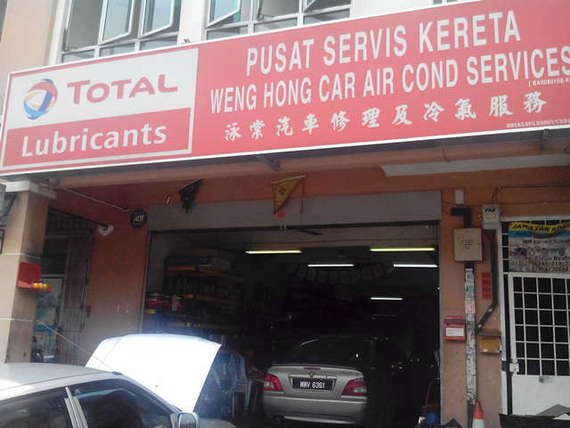 TOTAL
Lubricants
PUSAT SERVIS KERETA
WENG HONG CAR AIR COND SERVICES
泳棠汽車修理及冷氣服務
WWV 6361